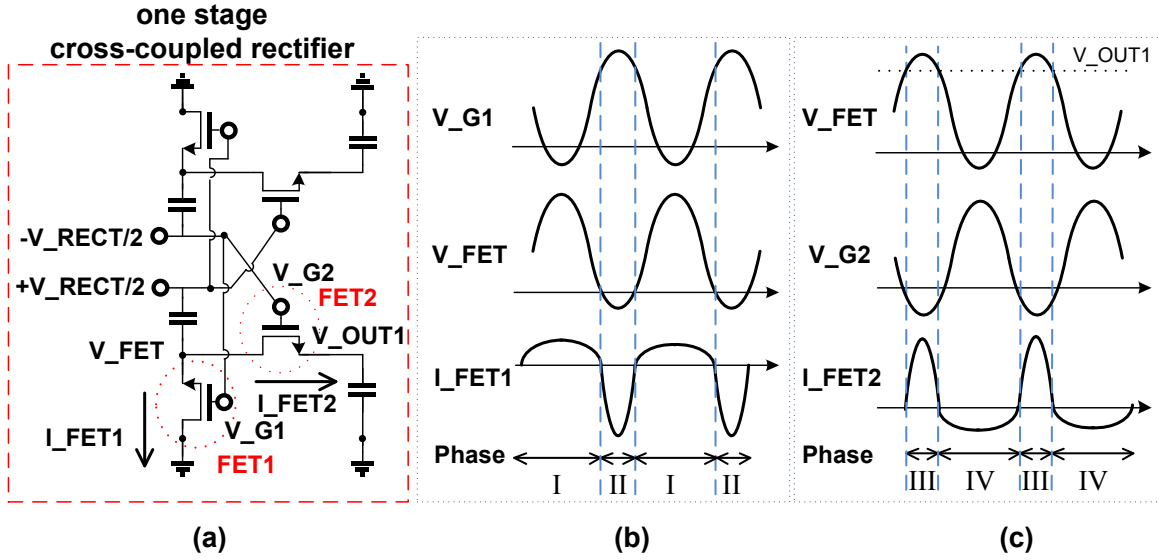 one stage
cross-coupled rectifier
-V_RECT/2
+V_RECT/2
V_G2
FET2
V_OUT1
V_FET
I_FET2
I_FET1
V_G1
FET1
(a)
V_G1
V_FET
I_FET1
Phase
I II I II
(b)
V_OUT1
V_FET
V_G2
I_FET2
Phase
III IV III IV
(c)